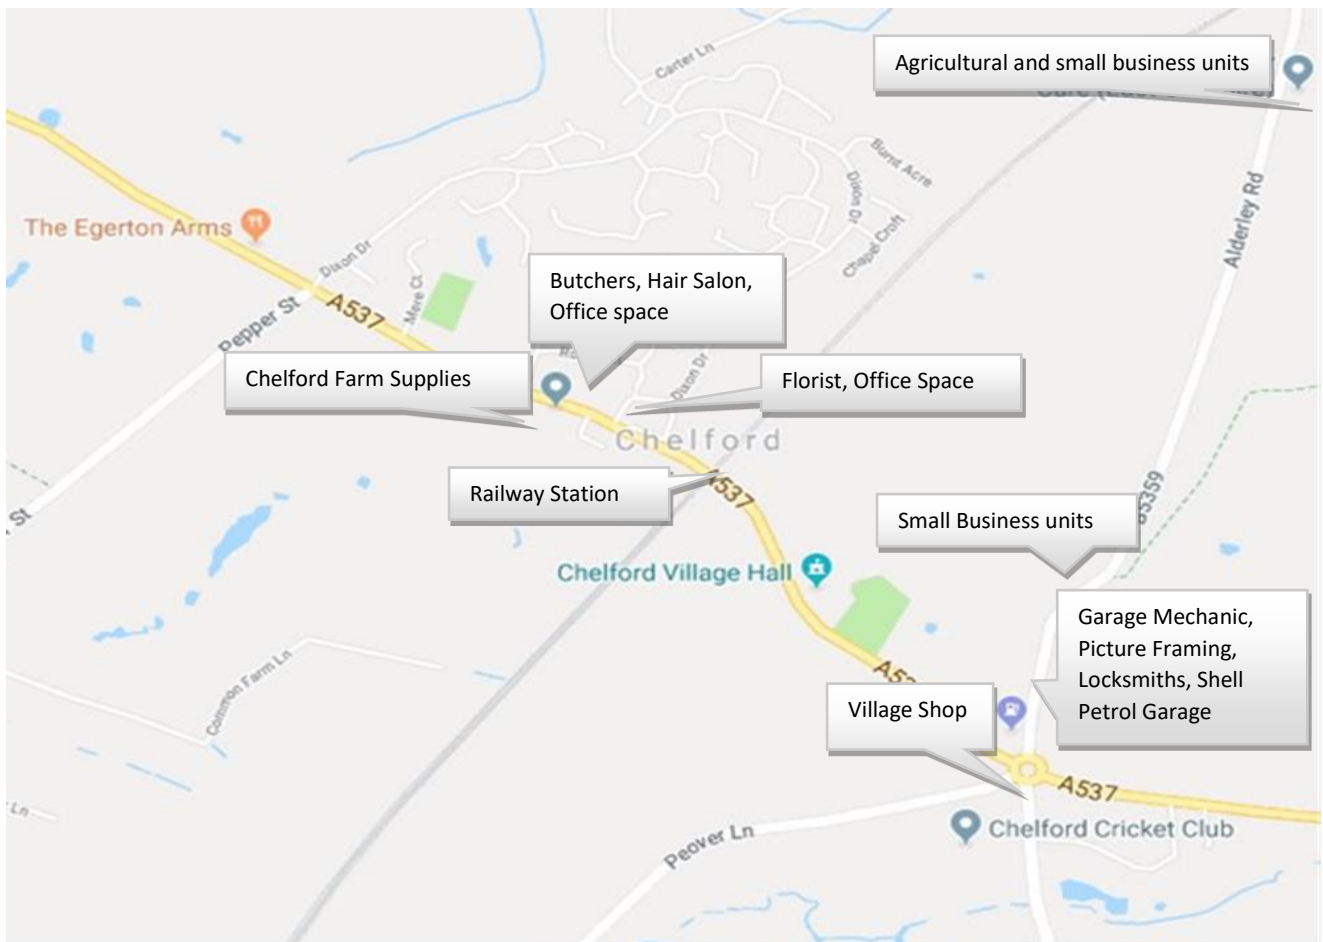 Carter Ln
Agricultural and small business units
Burnt Acre
Dixon Dr
Alderley Rd
The Egerton Arms
Chapel Croft
Dixon Dr
Mere Ct
Butchers, Hair Salon,
Office space
Pepper St
A537
Chelford Farm Supplies
Dixon Dr
Florist, Office Space
Chelford
Railway Station
A537
Small Business units
B5359
Chelford Village Hall
Garage Mechanic,
Picture Framing,
Locksmiths, Shell
Petrol Garage
Common Farm Ln
Village Shop
A537
Peover Ln
Chelford Cricket Club